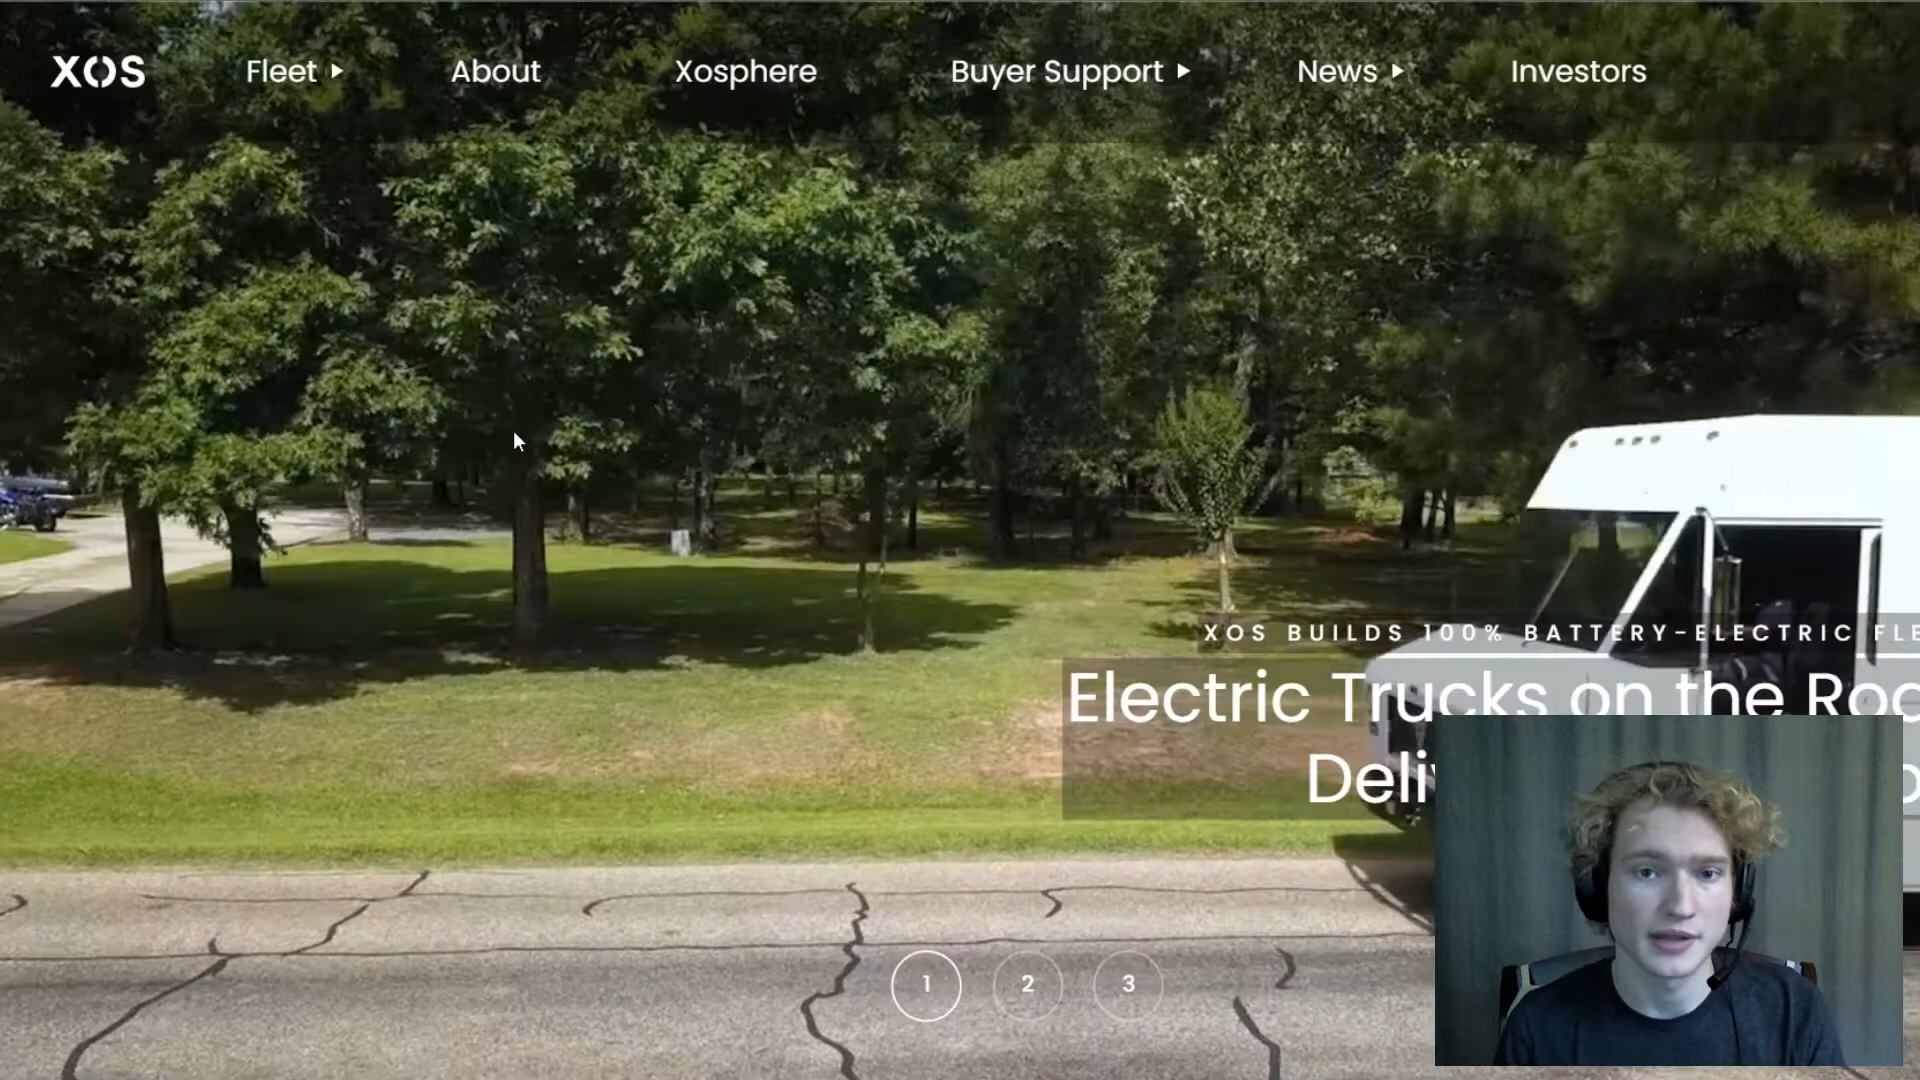 XOS
Fleet
About
Xosphere
Buyer Support
News
Investors
XOS BUILDS 100% BATTERY-ELECTRIC
Electric Trucks on the
1
2
3